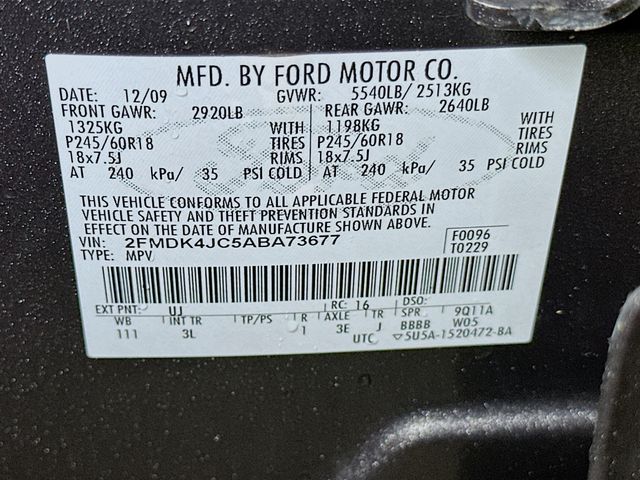 MFD. BY FORD MOTOR CO.
DATE: 12/09 GVWR: 5540LB/ 2513KG
FRONT GAWR: 2920LB REAR GAWR: 2640LB
1325KG WITH 1198KG WITH
P245/60R18 TIRES P245/60R18 TIRES
18x7.5J RIMS 18x7.5J RIMS
AT 240 kPa/ 35 PSI COLD AT 240 kPa/ 35 PSI COLD
THIS VEHICLE CONFORMS TO ALL APPLICABLE FEDERAL MOTOR
VEHICLE SAFETY AND THEFT PREVENTION STANDARDS IN
EFFECT ON THE DATE OF MANUFACTURE SHOWN ABOVE.
VIN: 2FMDK4JC5ABA73677 F0096
TYPE: MPV T0229
EXT PNT: UJ RC: 16 DSO:
WB INT TR TP/PS R AXLE TR SPR 9Q11A
111 3L 1 3E J BBBB W05
UTC ▽5U5A-1520472-BA